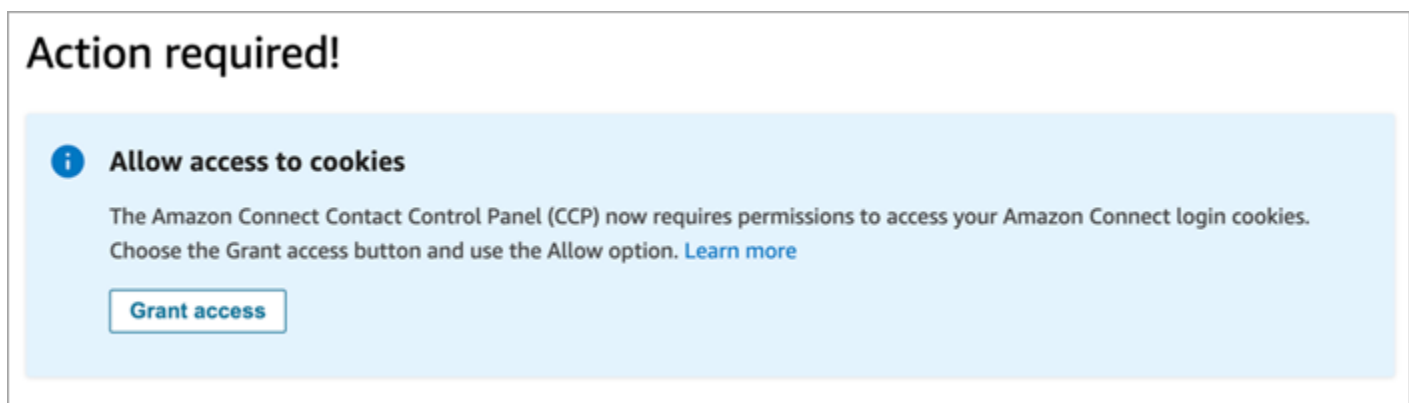 Action required!
Allow access to cookies
The Amazon Connect Contact Control Panel (CCP) now requires permissions to access your Amazon Connect login cookies.
Choose the Grant access button and use the Allow option. Learn more
Grant access